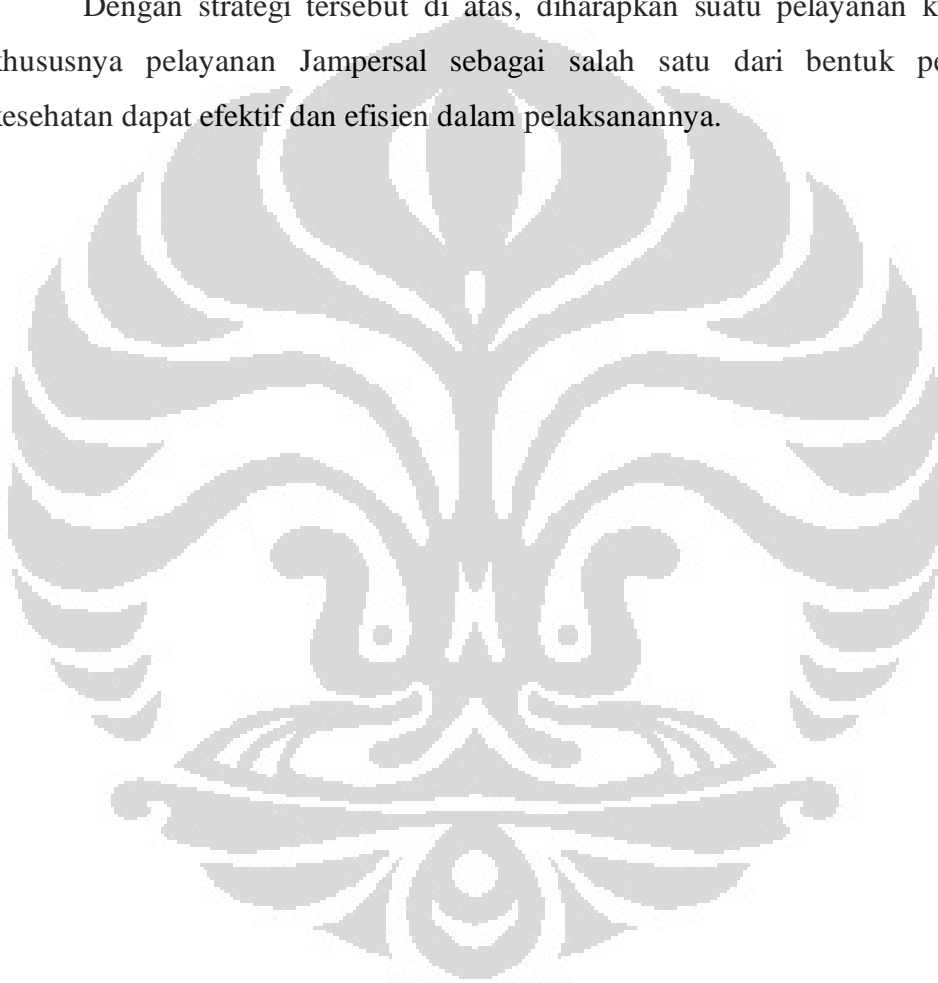 Dengan strategi tersebut di atas, diharapkan suatu pelayanan
khususnya pelayanan Jampersal sebagai salah satu dari bentuk
kesehatan dapat efektif dan efisien dalam pelaksanannya.